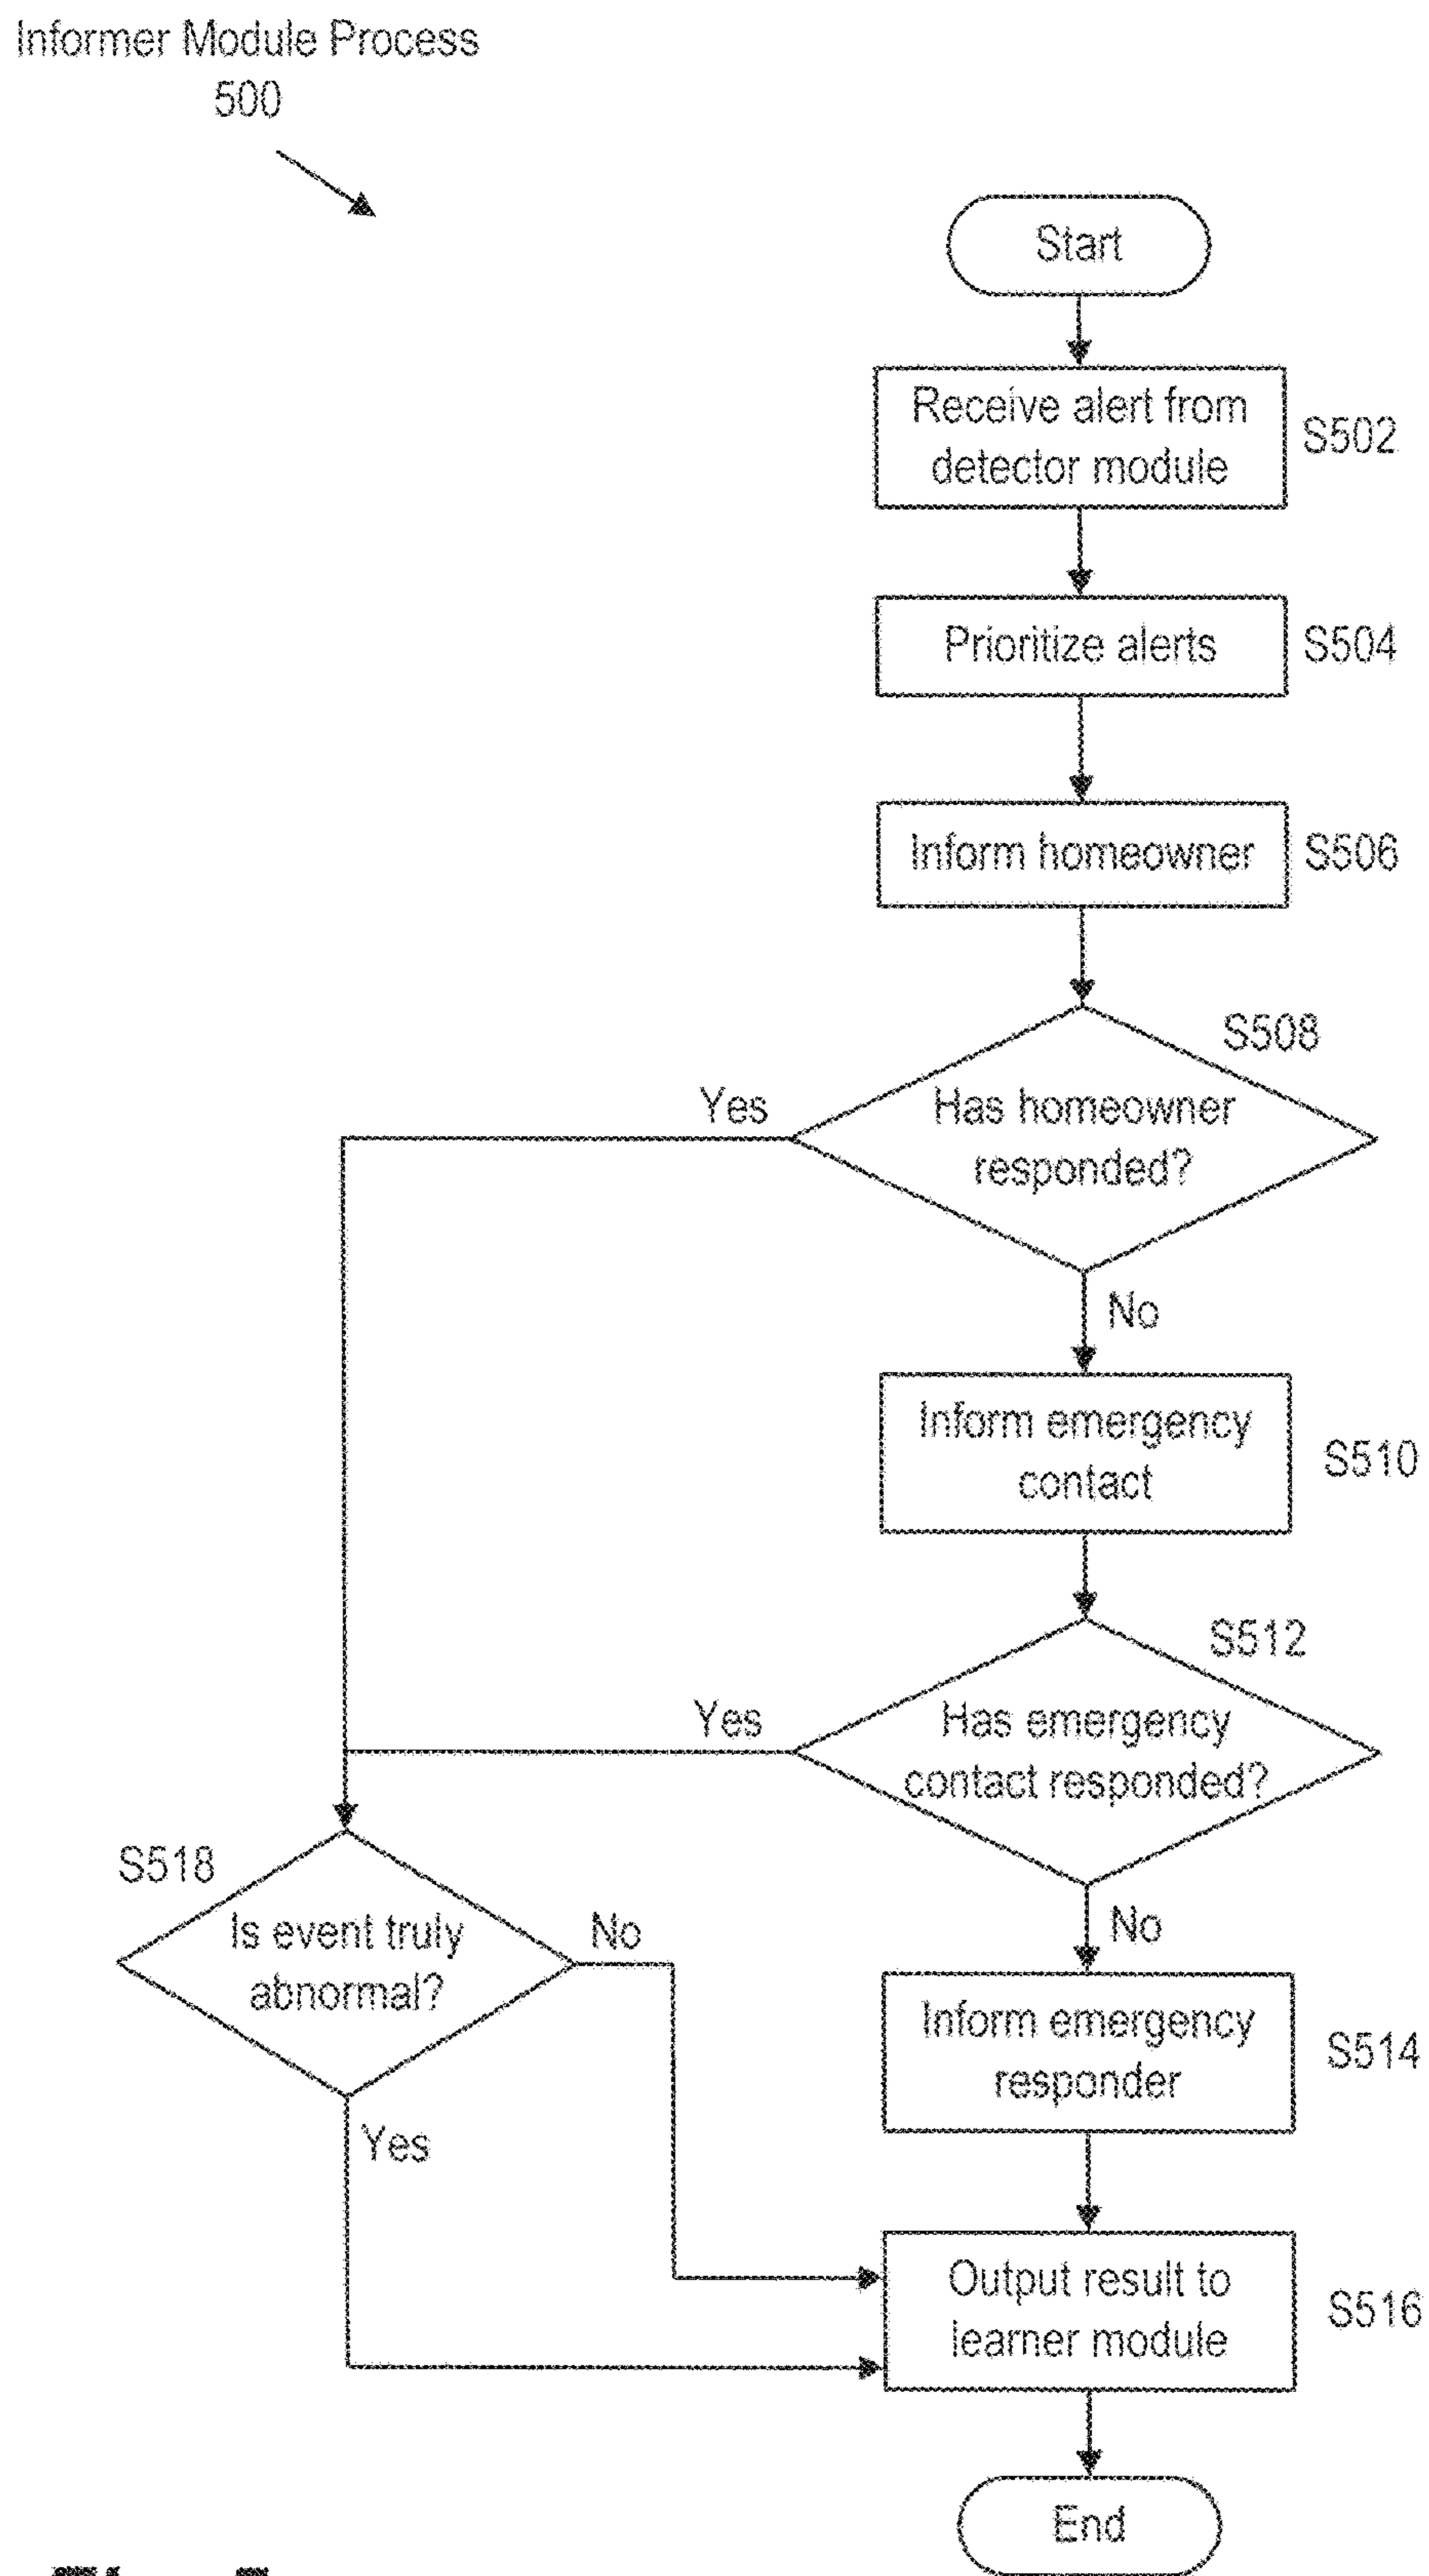 Informer Module Process
500
Start
Receive alert from
detector module
S502
Prioritize alerts
S504
Inform homeowner
S506
S508
Has homeowner
responded?
Yes
No
Inform emergency
contact
S510
S512
Has emergency
contact responded?
Yes
No
S518
Is event truly
abnormal?
No
Yes
Inform emergency
responder
S514
Output result to
learner module
S516
End